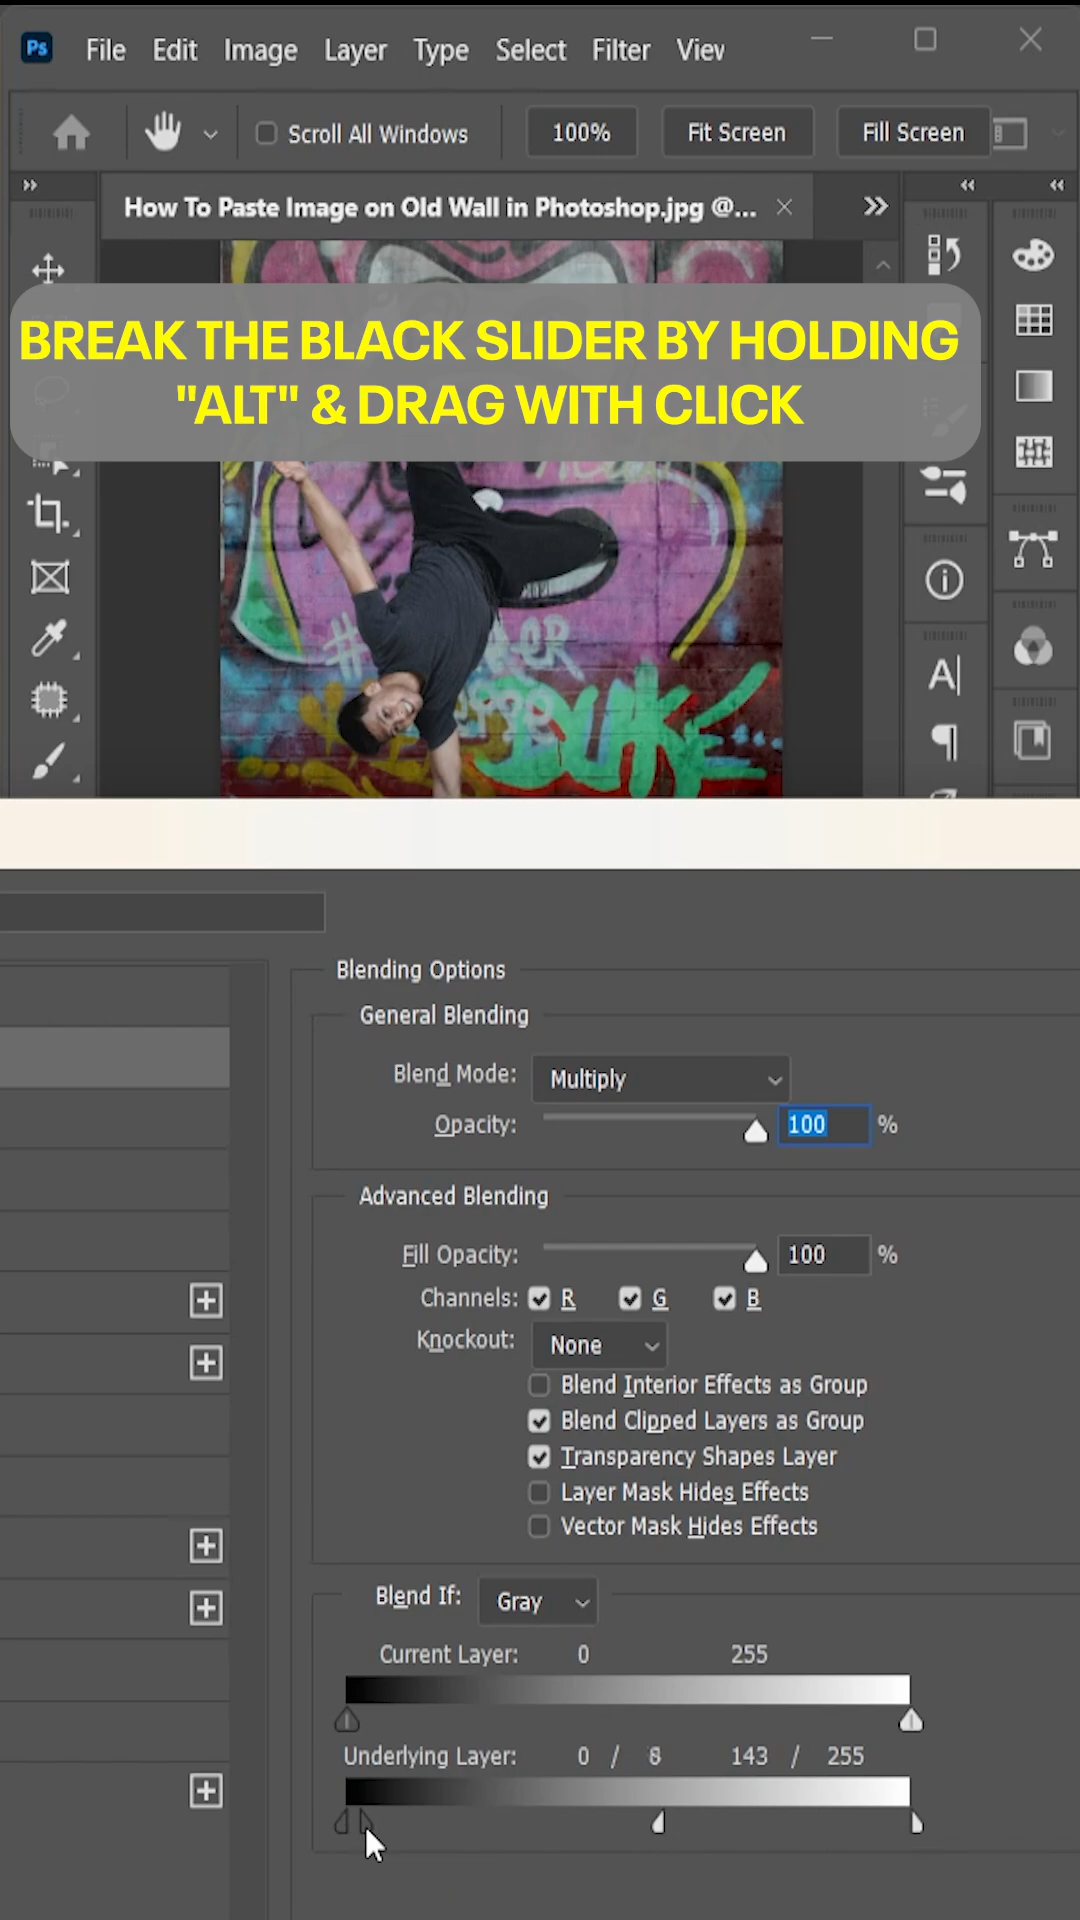 Ps File Edit Image Layer Type Select Filter View
Scroll All Windows 100% Fit Screen Fill Screen
How To Paste Image on Old Wall in Photoshop.jpg @...
BREAK THE BLACK SLIDER BY HOLDING
"ALT" & DRAG WITH CLICK
Blending Options
General Blending
Blend Mode: Multiply
Opacity: 100 %
Advanced Blending
Fill Opacity: 100 %
Channels: R G B
Knockout: None
Blend Interior Effects as Group
Blend Clipped Layers as Group
Transparency Shapes Layer
Layer Mask Hides Effects
Vector Mask Hides Effects
Blend If: Gray
Current Layer: 0 255
Underlying Layer: 0 / 8 143 / 255